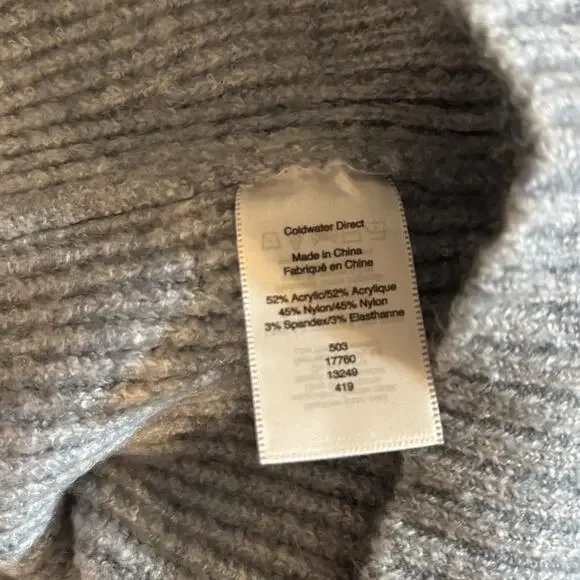 Coldwater Direct
Made in China
Fabriqué en Chine
52% Acrylic/52% Acrylique
45% Nylon/45% Nylon
3% Spandex/3% Elasthanne
503
17760
13249
419